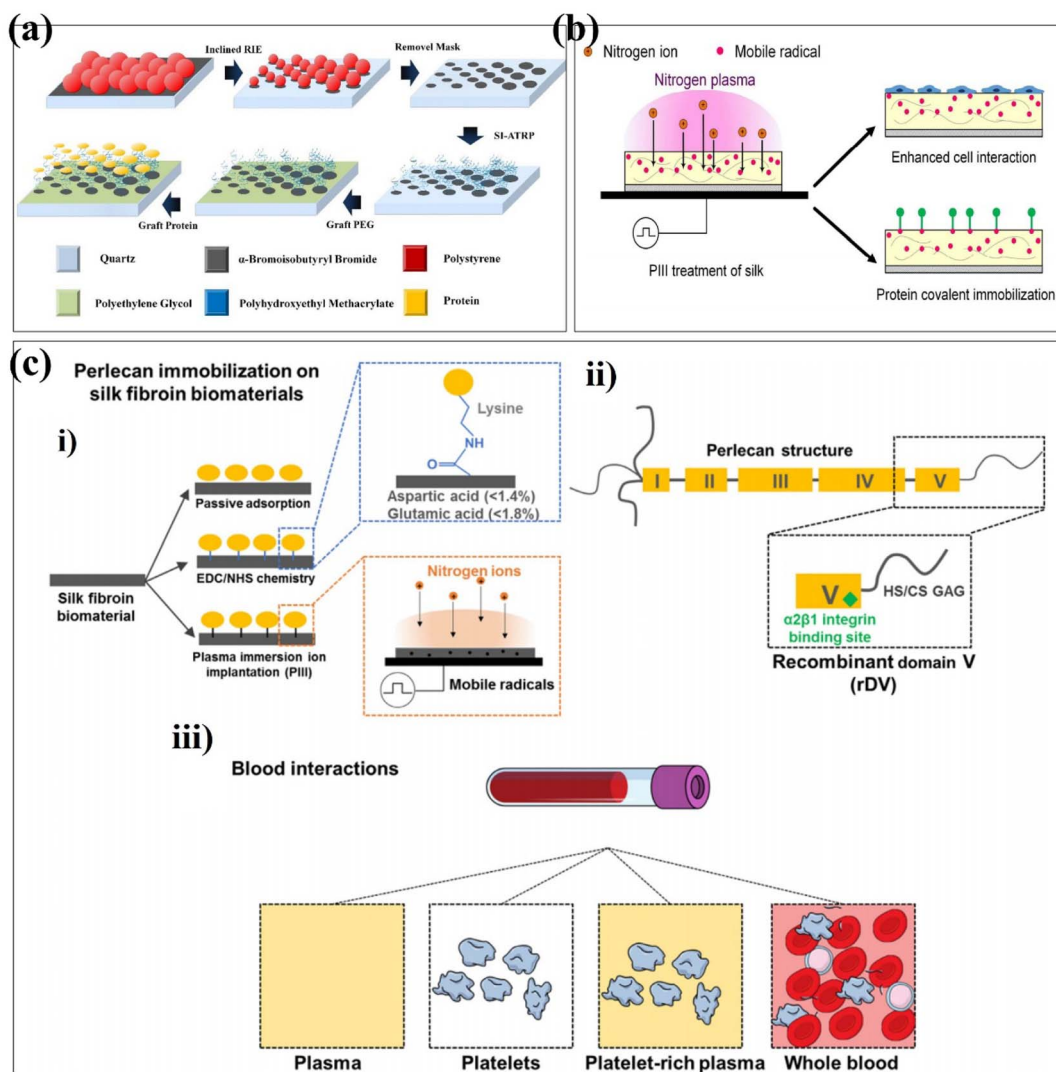 (a)
Inclined RIE
Removel Mask
SI-ATRP
Graft PEG
Graft Protein
Quartz
α-Bromoisobutyryl Bromide
Polystyrene
Polyethylene Glycol
Polyhydroxyethyl Methacrylate
Protein
(b)
Nitrogen ion
Mobile radical
Nitrogen plasma
PIII treatment of silk
Enhanced cell interaction
Protein covalent immobilization
(c)
Perlecan immobilization on
silk fibroin biomaterials
i)
Silk fibroin
biomaterial
Passive adsorption
EDC/NHS chemistry
Plasma immersion ion
implantation (PIII)
Lysine
NH
O
Aspartic acid (<1.4%)
Glutamic acid (<1.8%)
Nitrogen ions
Mobile radicals
ii)
Perlecan structure
I
II
III
IV
V
V
HS/CS GAG
α2β1 integrin
binding site
Recombinant domain V
(rDV)
iii)
Blood interactions
Plasma
Platelets
Platelet-rich plasma
Whole blood